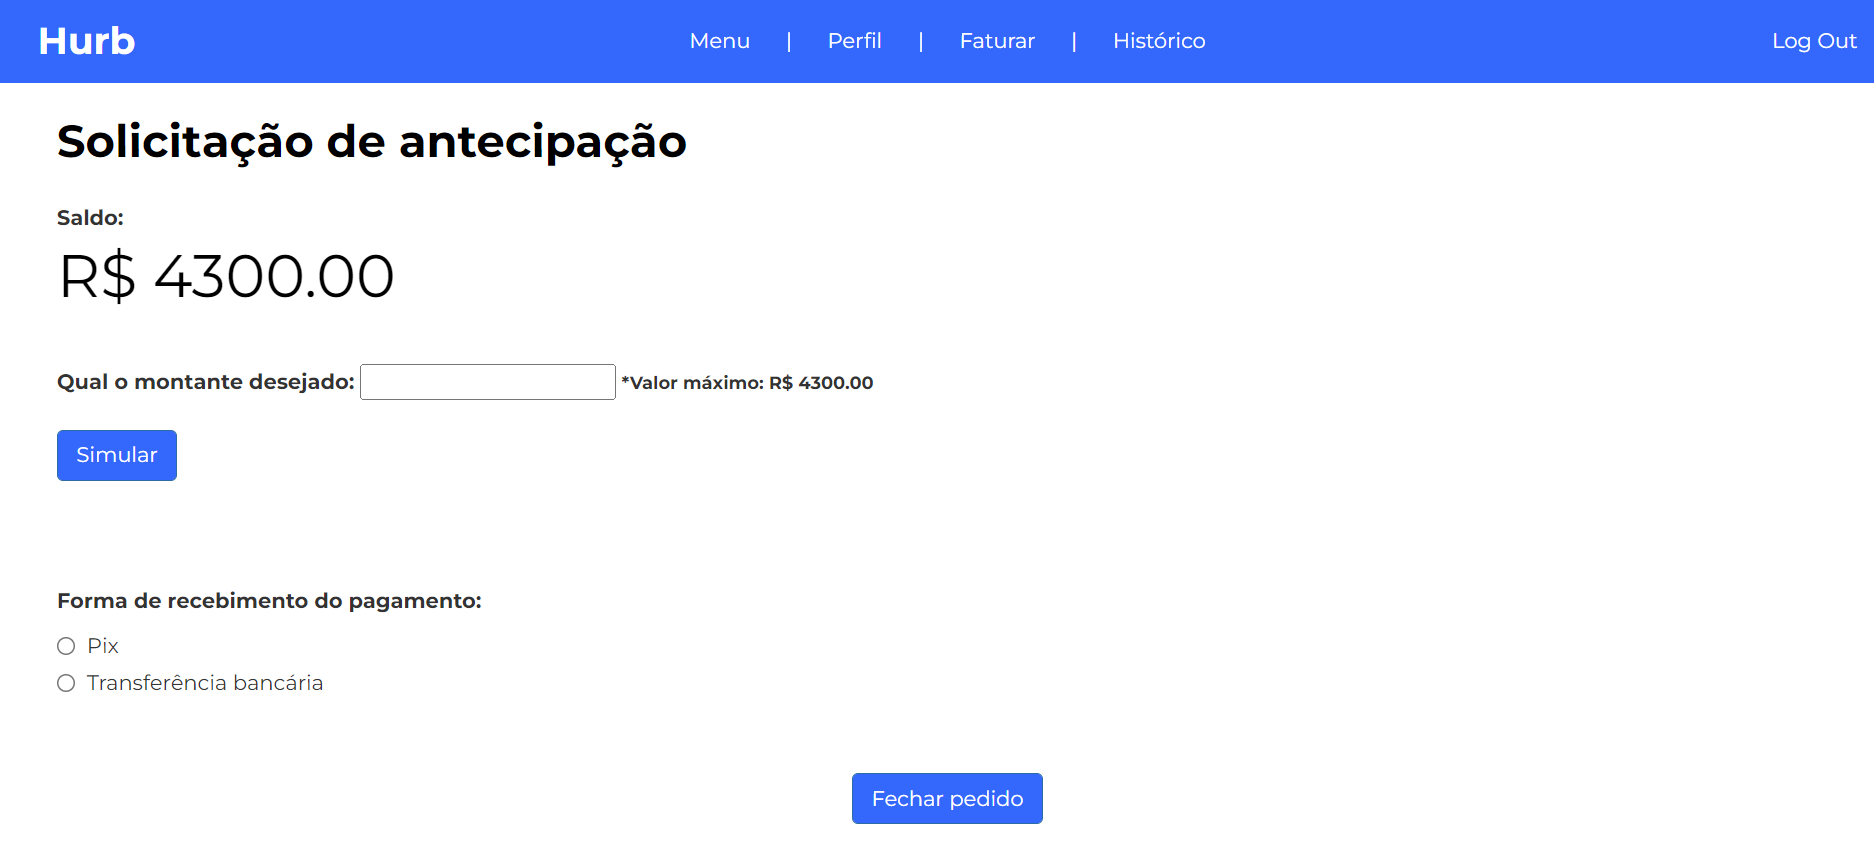 Hurb Menu | Perfil | Faturar | Histórico Log Out
Solicitação de antecipação
Saldo:
R$ 4300.00
Qual o montante desejado: *Valor máximo: R$ 4300.00
Simular
Forma de recebimento do pagamento:
Pix
Transferência bancária
Fechar pedido